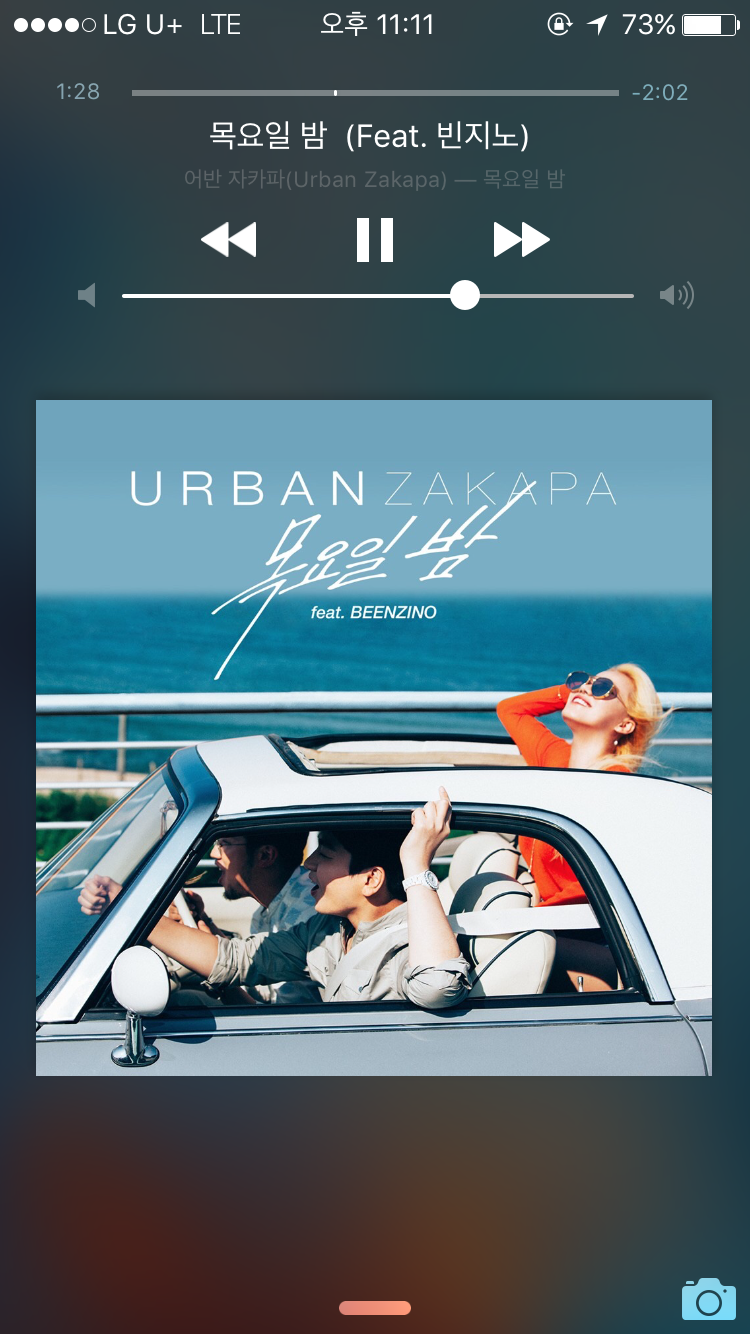 LG U+ LTE 오후 11:11 73%
1:28 -2:02
목요일 밤 (Feat. 빈지노)
어반 자카파(Urban Zakapa) — 목요일 밤
URBAN ZAKAPA
목요일 밤
feat. BEENZINO